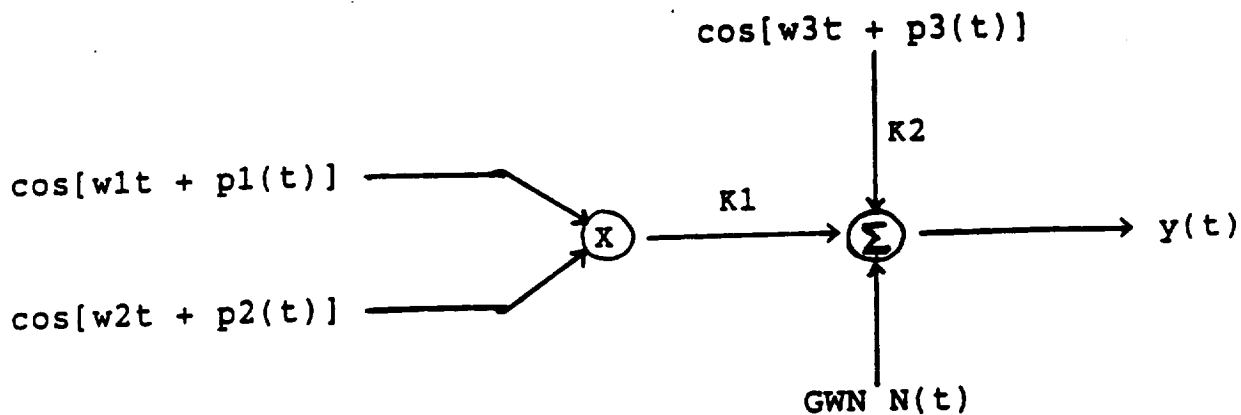 cos[w3t + p3(t)]
K2
cos[w1t + p1(t)]
K1
X
Σ
y(t)
cos[w2t + p2(t)]
GWN N(t)